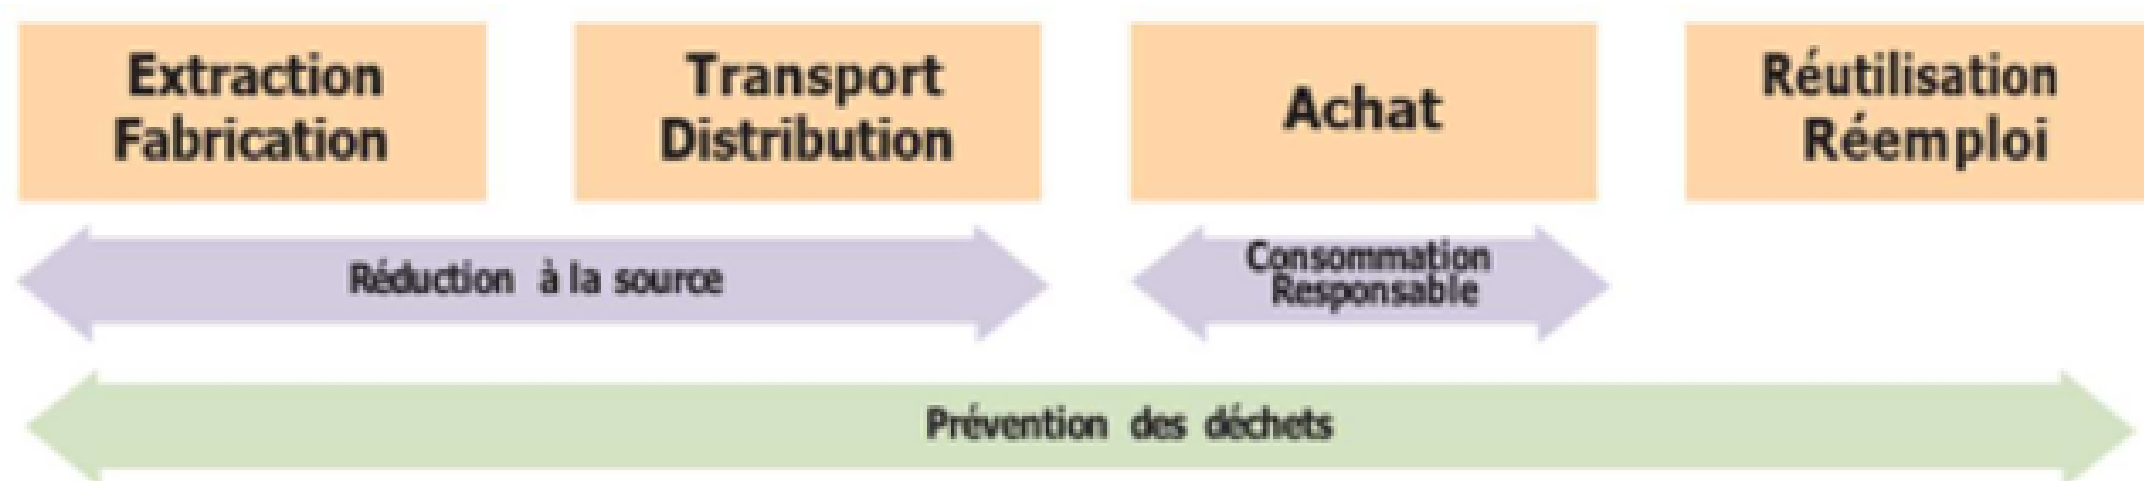 Extraction
Fabrication
Transport
Distribution
Achat
Réutilisation
Réemploi
Réduction à la source
Consommation
Responsable
Prévention des déchets